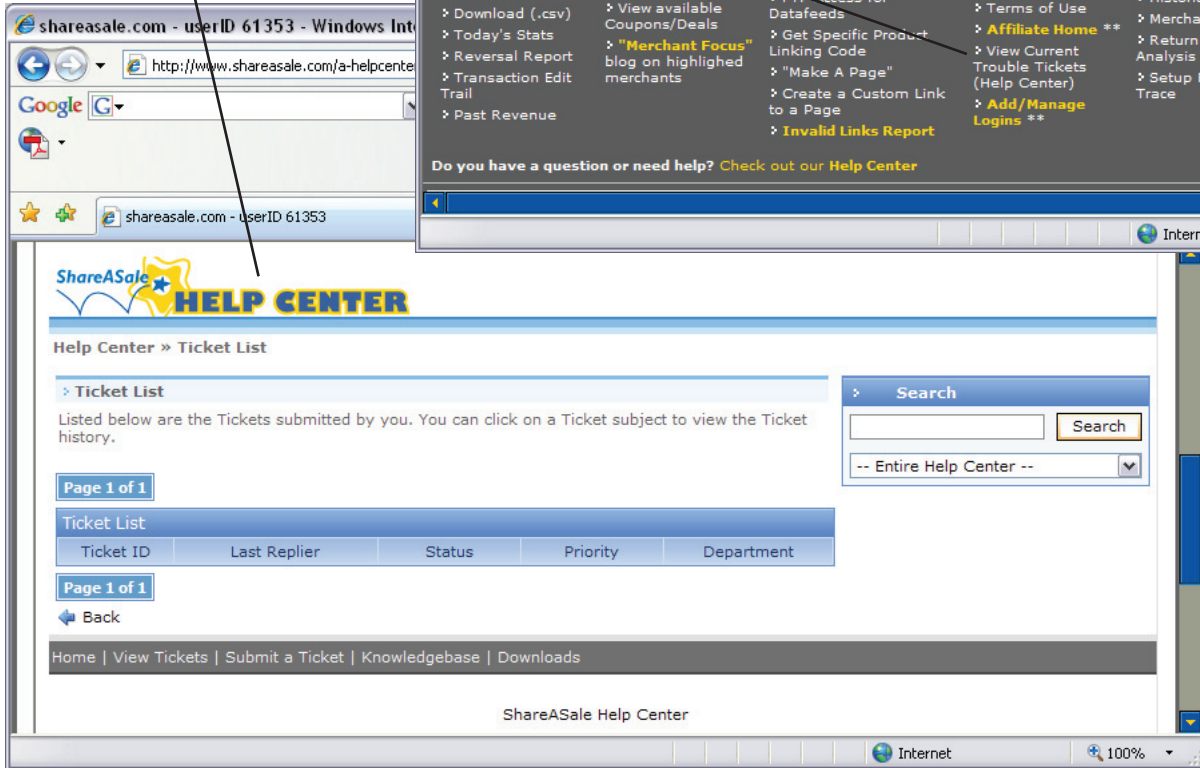 shareasale.com - userID 61353 - Windows Int
http://www.shareasale.com/a-helpcente
Google
shareasale.com - userID 61353
> Download (.csv)
> Today's Stats
> Reversal Report
> Transaction Edit
Trail
> Past Revenue
> View available
Coupons/Deals
> "Merchant Focus"
blog on highlighed
merchants
Datafeeds
> Get Specific Product
Linking Code
> "Make A Page"
> Create a Custom Link
to a Page
> Invalid Links Report
> Terms of Use
> Affiliate Home **
> View Current
Trouble Tickets
(Help Center)
> Add/Manage
Logins **
> Mercha
> Return
Analysis
> Setup
Trace
Do you have a question or need help? Check out our Help Center
Intern
ShareASale
HELP CENTER
Help Center » Ticket List
> Ticket List
Listed below are the Tickets submitted by you. You can click on a Ticket subject to view the Ticket
history.
> Search
Search
-- Entire Help Center --
Page 1 of 1
Ticket List
Ticket ID Last Replier Status Priority Department
Page 1 of 1
Back
Home | View Tickets | Submit a Ticket | Knowledgebase | Downloads
ShareASale Help Center
Internet 100%